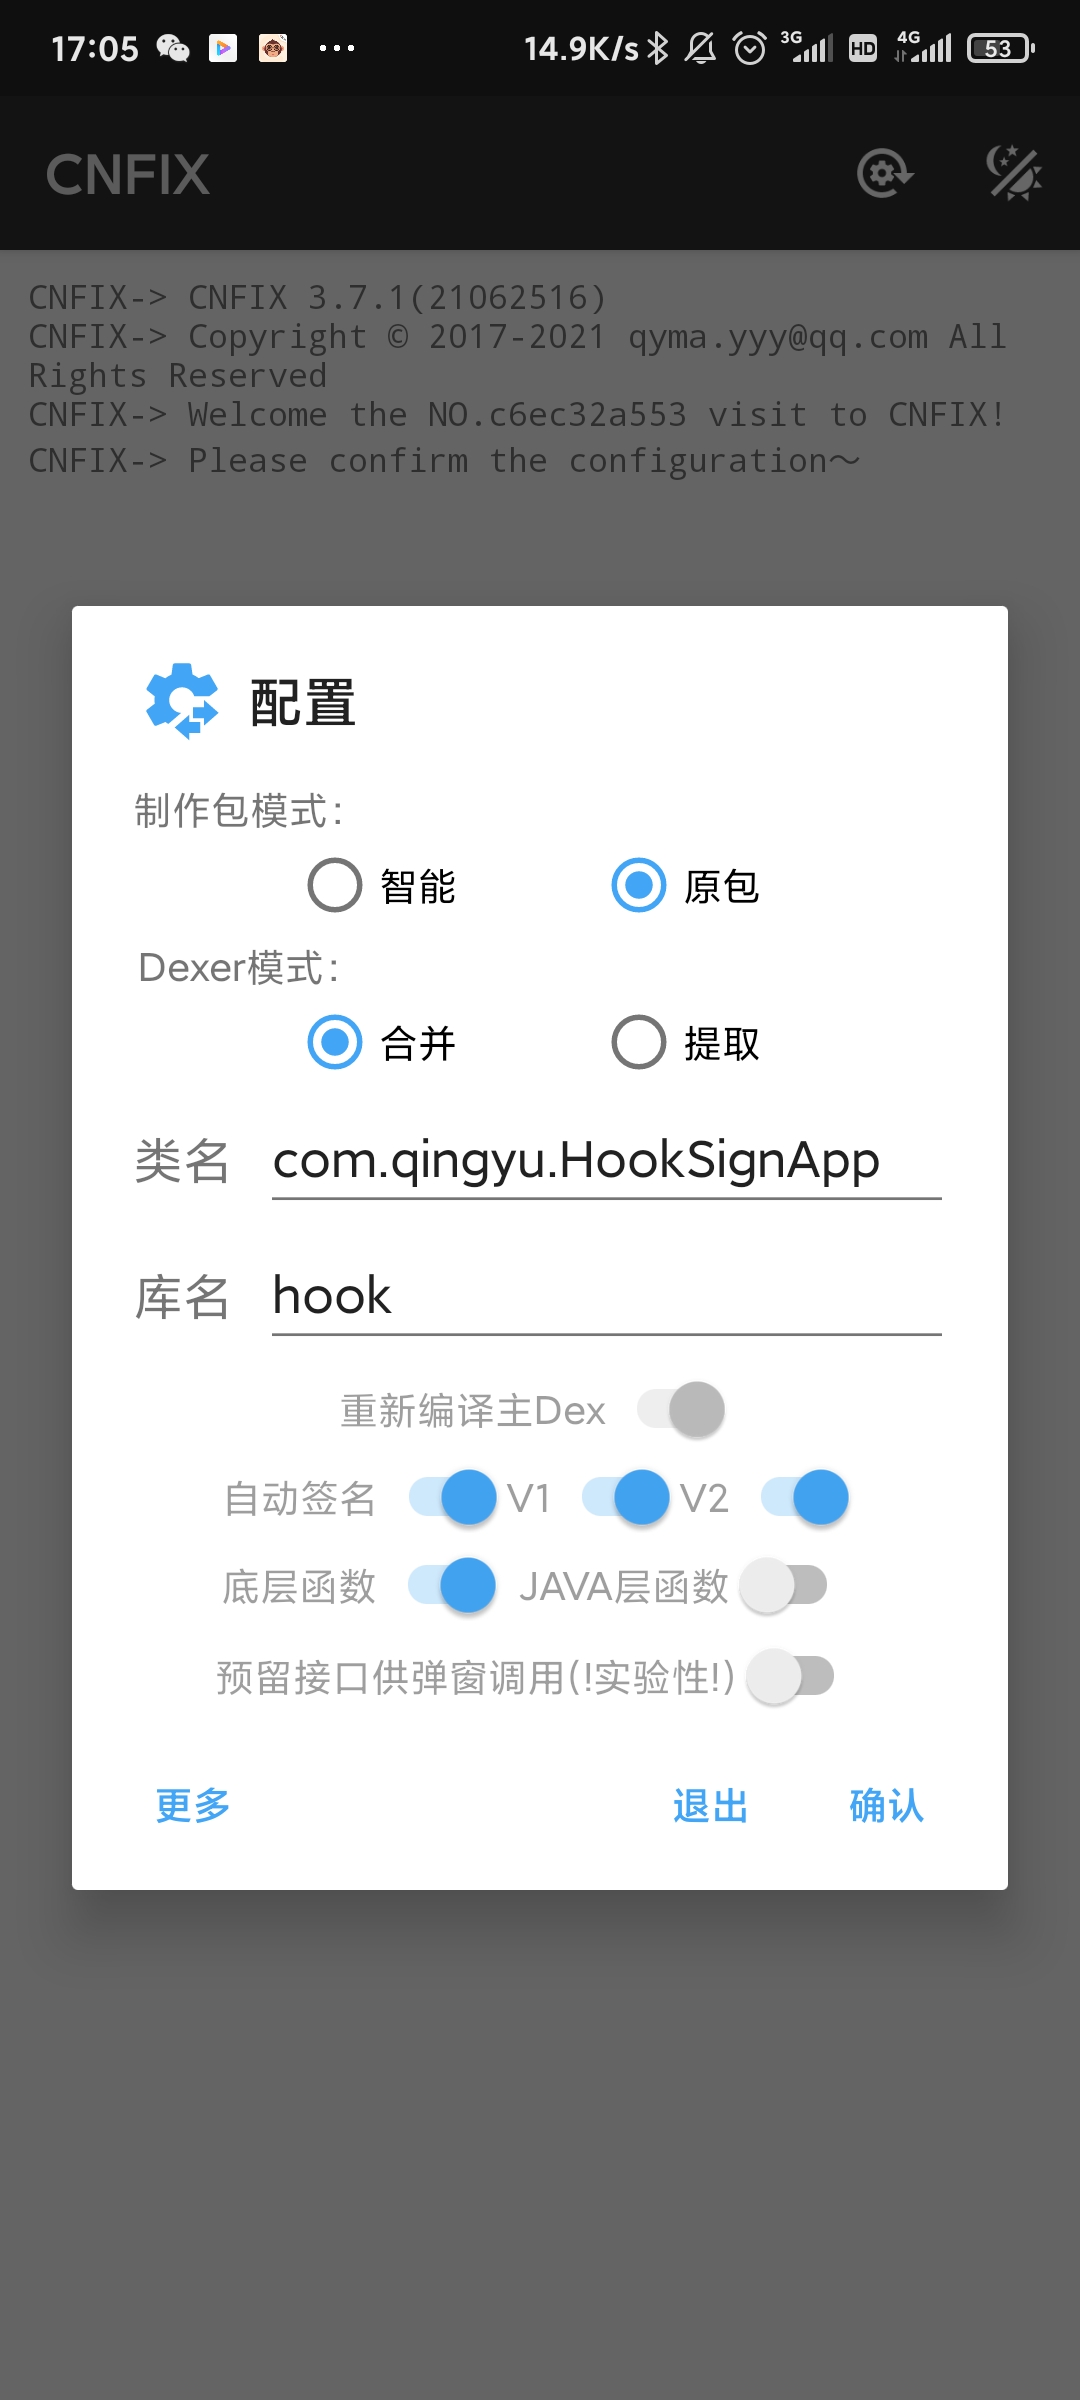 17:05 14.9K/s 3G HD 4G 53
CNFIX
CNFIX-> CNFIX 3.7.1(21062516)
CNFIX-> Copyright © 2017-2021 qyma.yyy@qq.com All
Rights Reserved
CNFIX-> Welcome the NO.c6ec32a553 visit to CNFIX!
CNFIX-> Please confirm the configuration～
配置
制作包模式:
智能 原包
Dexer模式:
合并 提取
类名 com.qingyu.HookSignApp
库名 hook
重新编译主Dex
自动签名 V1 V2
底层函数 JAVA层函数
预留接口供弹窗调用(!实验性!)
更多 退出 确认